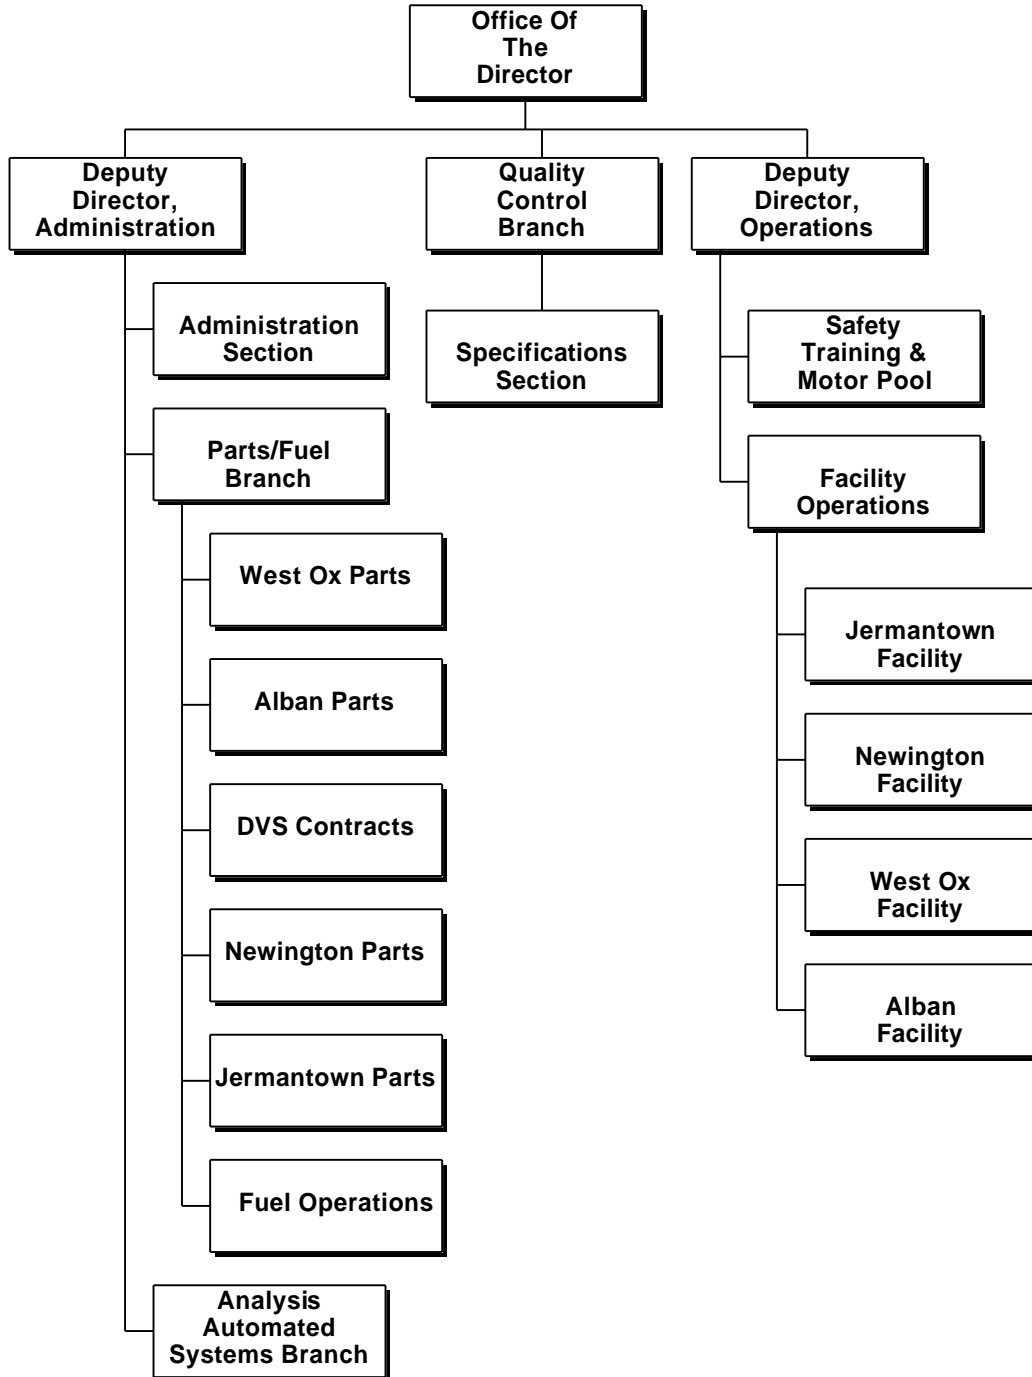 Office Of
The
Director
Deputy
Director,
Administration
Quality
Control
Branch
Deputy
Director,
Operations
Administration
Section
Specifications
Section
Safety
Training &
Motor Pool
Parts/Fuel
Branch
Facility
Operations
West Ox Parts
Alban Parts
DVS Contracts
Newington Parts
Jermantown Parts
Fuel Operations
Jermantown
Facility
Newington
Facility
West Ox
Facility
Alban
Facility
Analysis
Automated
Systems Branch